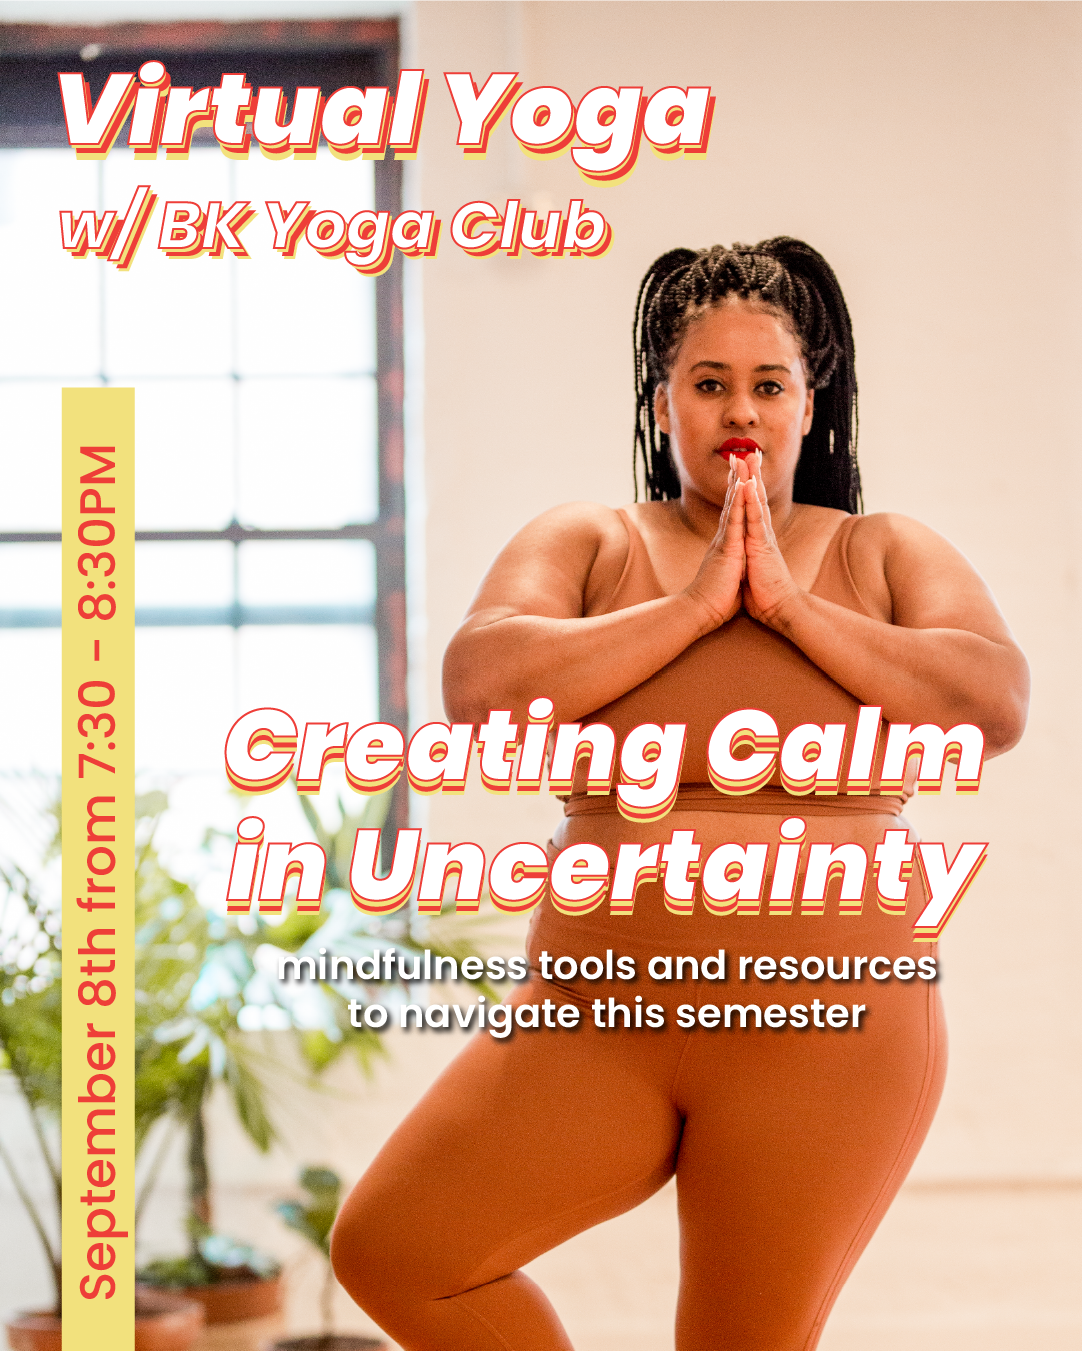 Virtual Yoga
w/ BK Yoga Club
September 8th from 7:30 - 8:30PM
Creating Calm
in Uncertainty
mindfulness tools and resources
to navigate this semester